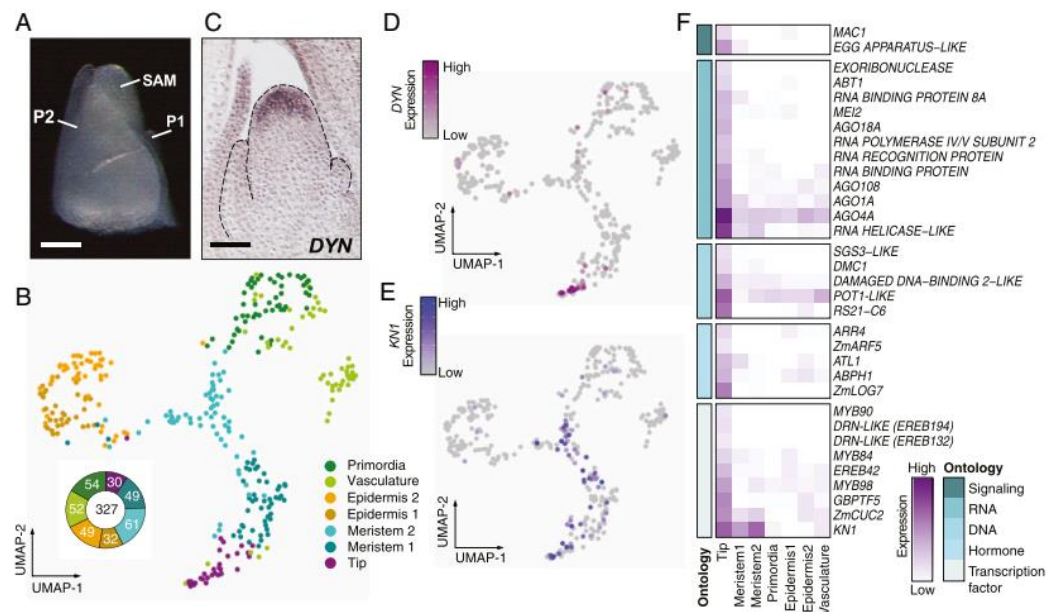 A
SAM
P2
P1
C
DYN
B
UMAP-2
UMAP-1
54
30
49
61
32
49
52
327
Primordia
Vasculature
Epidermis 2
Epidermis 1
Meristem 2
Meristem 1
Tip
D
High
DYN
Expression
Low
UMAP-2
UMAP-1
E
High
KN1
Expression
Low
UMAP-2
UMAP-1
F
MAC1
EGG APPARATUS-LIKE
EXORIBONUCLEASE
ABT1
RNA BINDING PROTEIN 8A
MEI2
AGO18A
RNA POLYMERASE IV/V SUBUNIT 2
RNA RECOGNITION PROTEIN
RNA BINDING PROTEIN
AGO108
AGO1A
AGO4A
RNA HELICASE-LIKE
SGS3-LIKE
DMC1
DAMAGED DNA-BINDING 2-LIKE
POT1-LIKE
RS21-C6
ARR4
ZmARF5
ATL1
ABPH1
ZmLOG7
MYB90
DRN-LIKE (EREB194)
DRN-LIKE (EREB132)
MYB84
EREB42
MYB98
GBPTF5
ZmCUC2
KN1
Ontology
Tip
Meristem1
Meristem2
Primordia
Epidermis1
Epidermis2
Vasculature
High
Expression
Low
Ontology
Signaling
RNA
DNA
Hormone
Transcription
factor